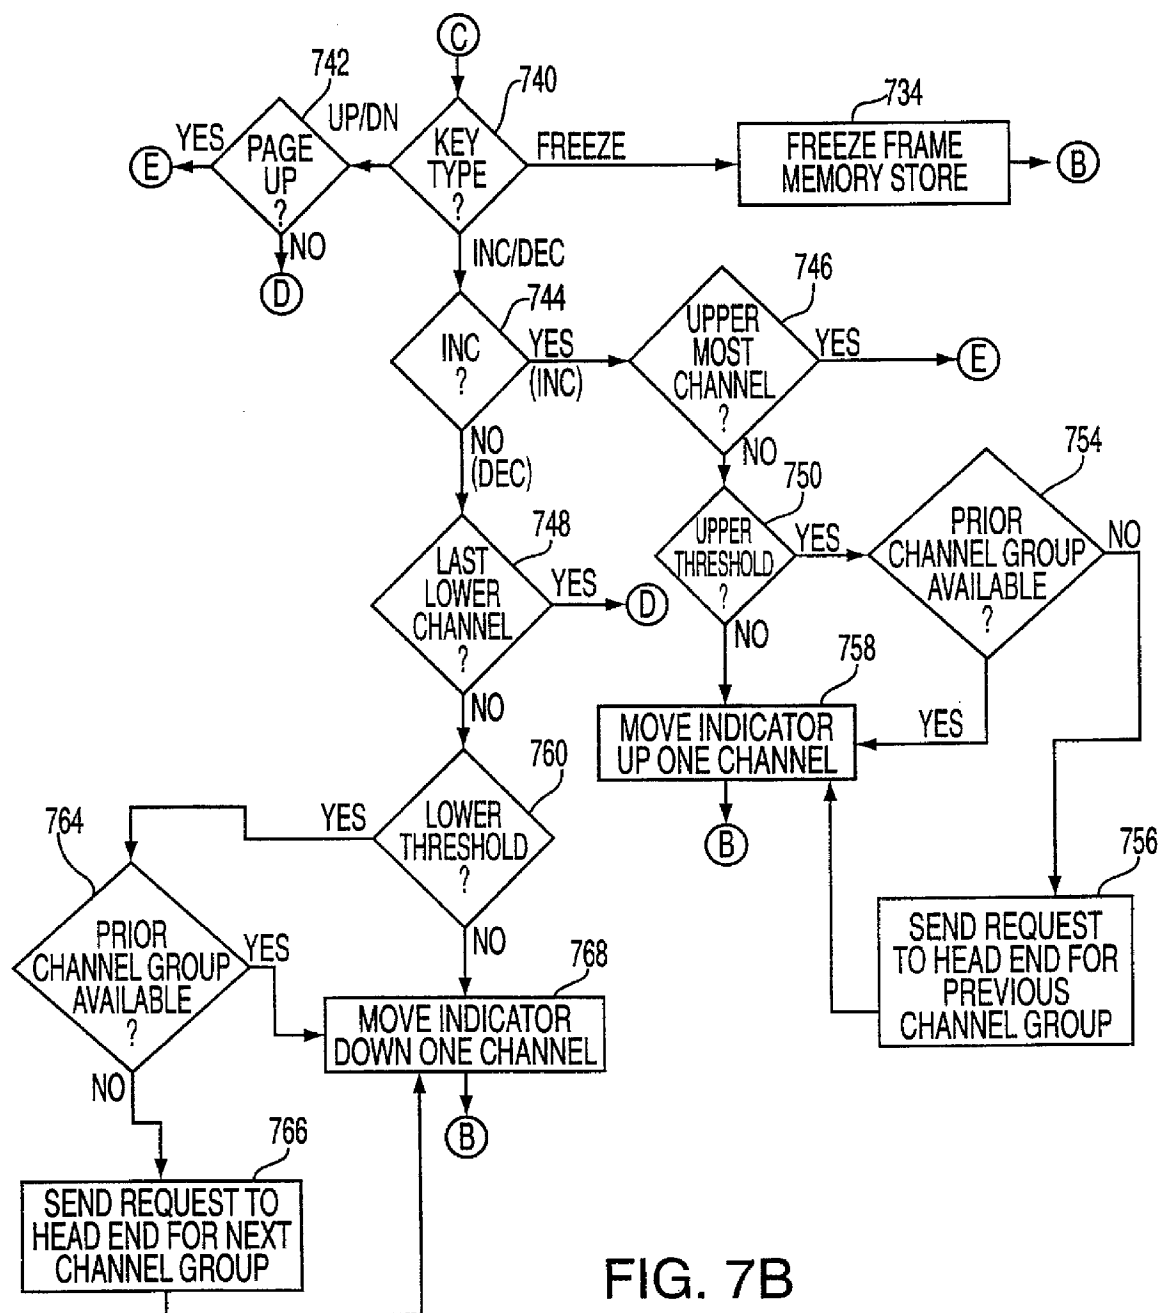 C
742
740
734
UP/DN
YES
PAGE
UP
?
KEY
TYPE
?
FREEZE
FREEZE FRAME
MEMORY STORE
B
E
NO
D
INC/DEC
744
746
INC
?
YES
(INC)
UPPER
MOST
CHANNEL
?
YES
E
NO
(DEC)
NO
750
754
748
UPPER
THRESHOLD
?
YES
PRIOR
CHANNEL GROUP
AVAILABLE
?
NO
LAST
LOWER
CHANNEL
?
YES
D
NO
758
NO
MOVE INDICATOR
UP ONE CHANNEL
YES
760
B
764
YES
LOWER
THRESHOLD
?
756
SEND REQUEST
TO HEAD END FOR
PREVIOUS
CHANNEL GROUP
PRIOR
CHANNEL GROUP
AVAILABLE
?
YES
NO
768
MOVE INDICATOR
DOWN ONE CHANNEL
NO
B
766
SEND REQUEST TO
HEAD END FOR NEXT
CHANNEL GROUP
FIG. 7B